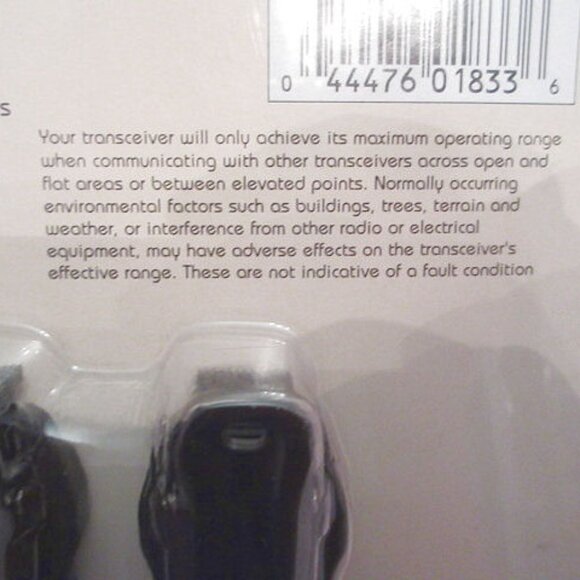 0 44476 01833 6
s
Your transceiver will only achieve its maximum operating range
when communicating with other transceivers across open and
flat areas or between elevated points. Normally occurring
environmental factors such as buildings, trees, terrain and
weather, or interference from other radio or electrical
equipment, may have adverse effects on the transceiver's
effective range. These are not indicative of a fault condition